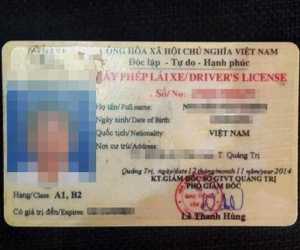 CỘNG HÒA XÃ HỘI CHỦ NGHĨA VIỆT NAM
Độc lập - Tự do - Hạnh phúc
PHÉP LÁI XE/DRIVER'S LICENSE
Số/No:
Họ tên/Full name: N
Ngày sinh/Date of Birth
Quốc tịch/Nationality VIỆT NAM
Nơi cư trú/Address T Quảng Trị
Quảng Trị, ngày/date 12 tháng/month 11 năm/year 2014
KT.GIÁM ĐỐC SỞ GTVT QUẢNG TRỊ
PHÓ GIÁM ĐỐC
Hạng/Class: A1, B2
Có giá trị đến/Expires
Lê Thanh Hùng